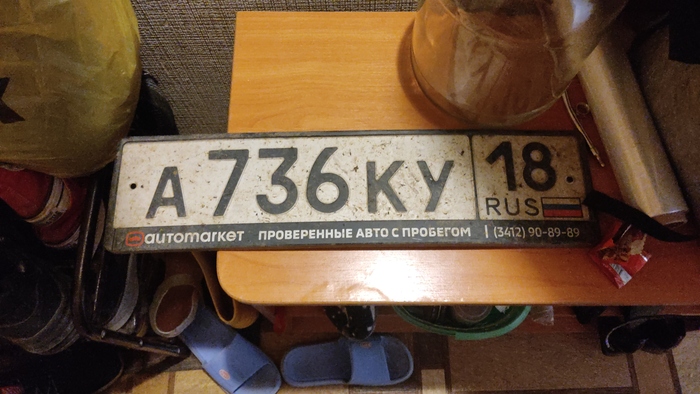 А 736 КУ 18
RUS
automarket ПРОВЕРЕННЫЕ АВТО С ПРОБЕГОМ | (3412) 90-89-89